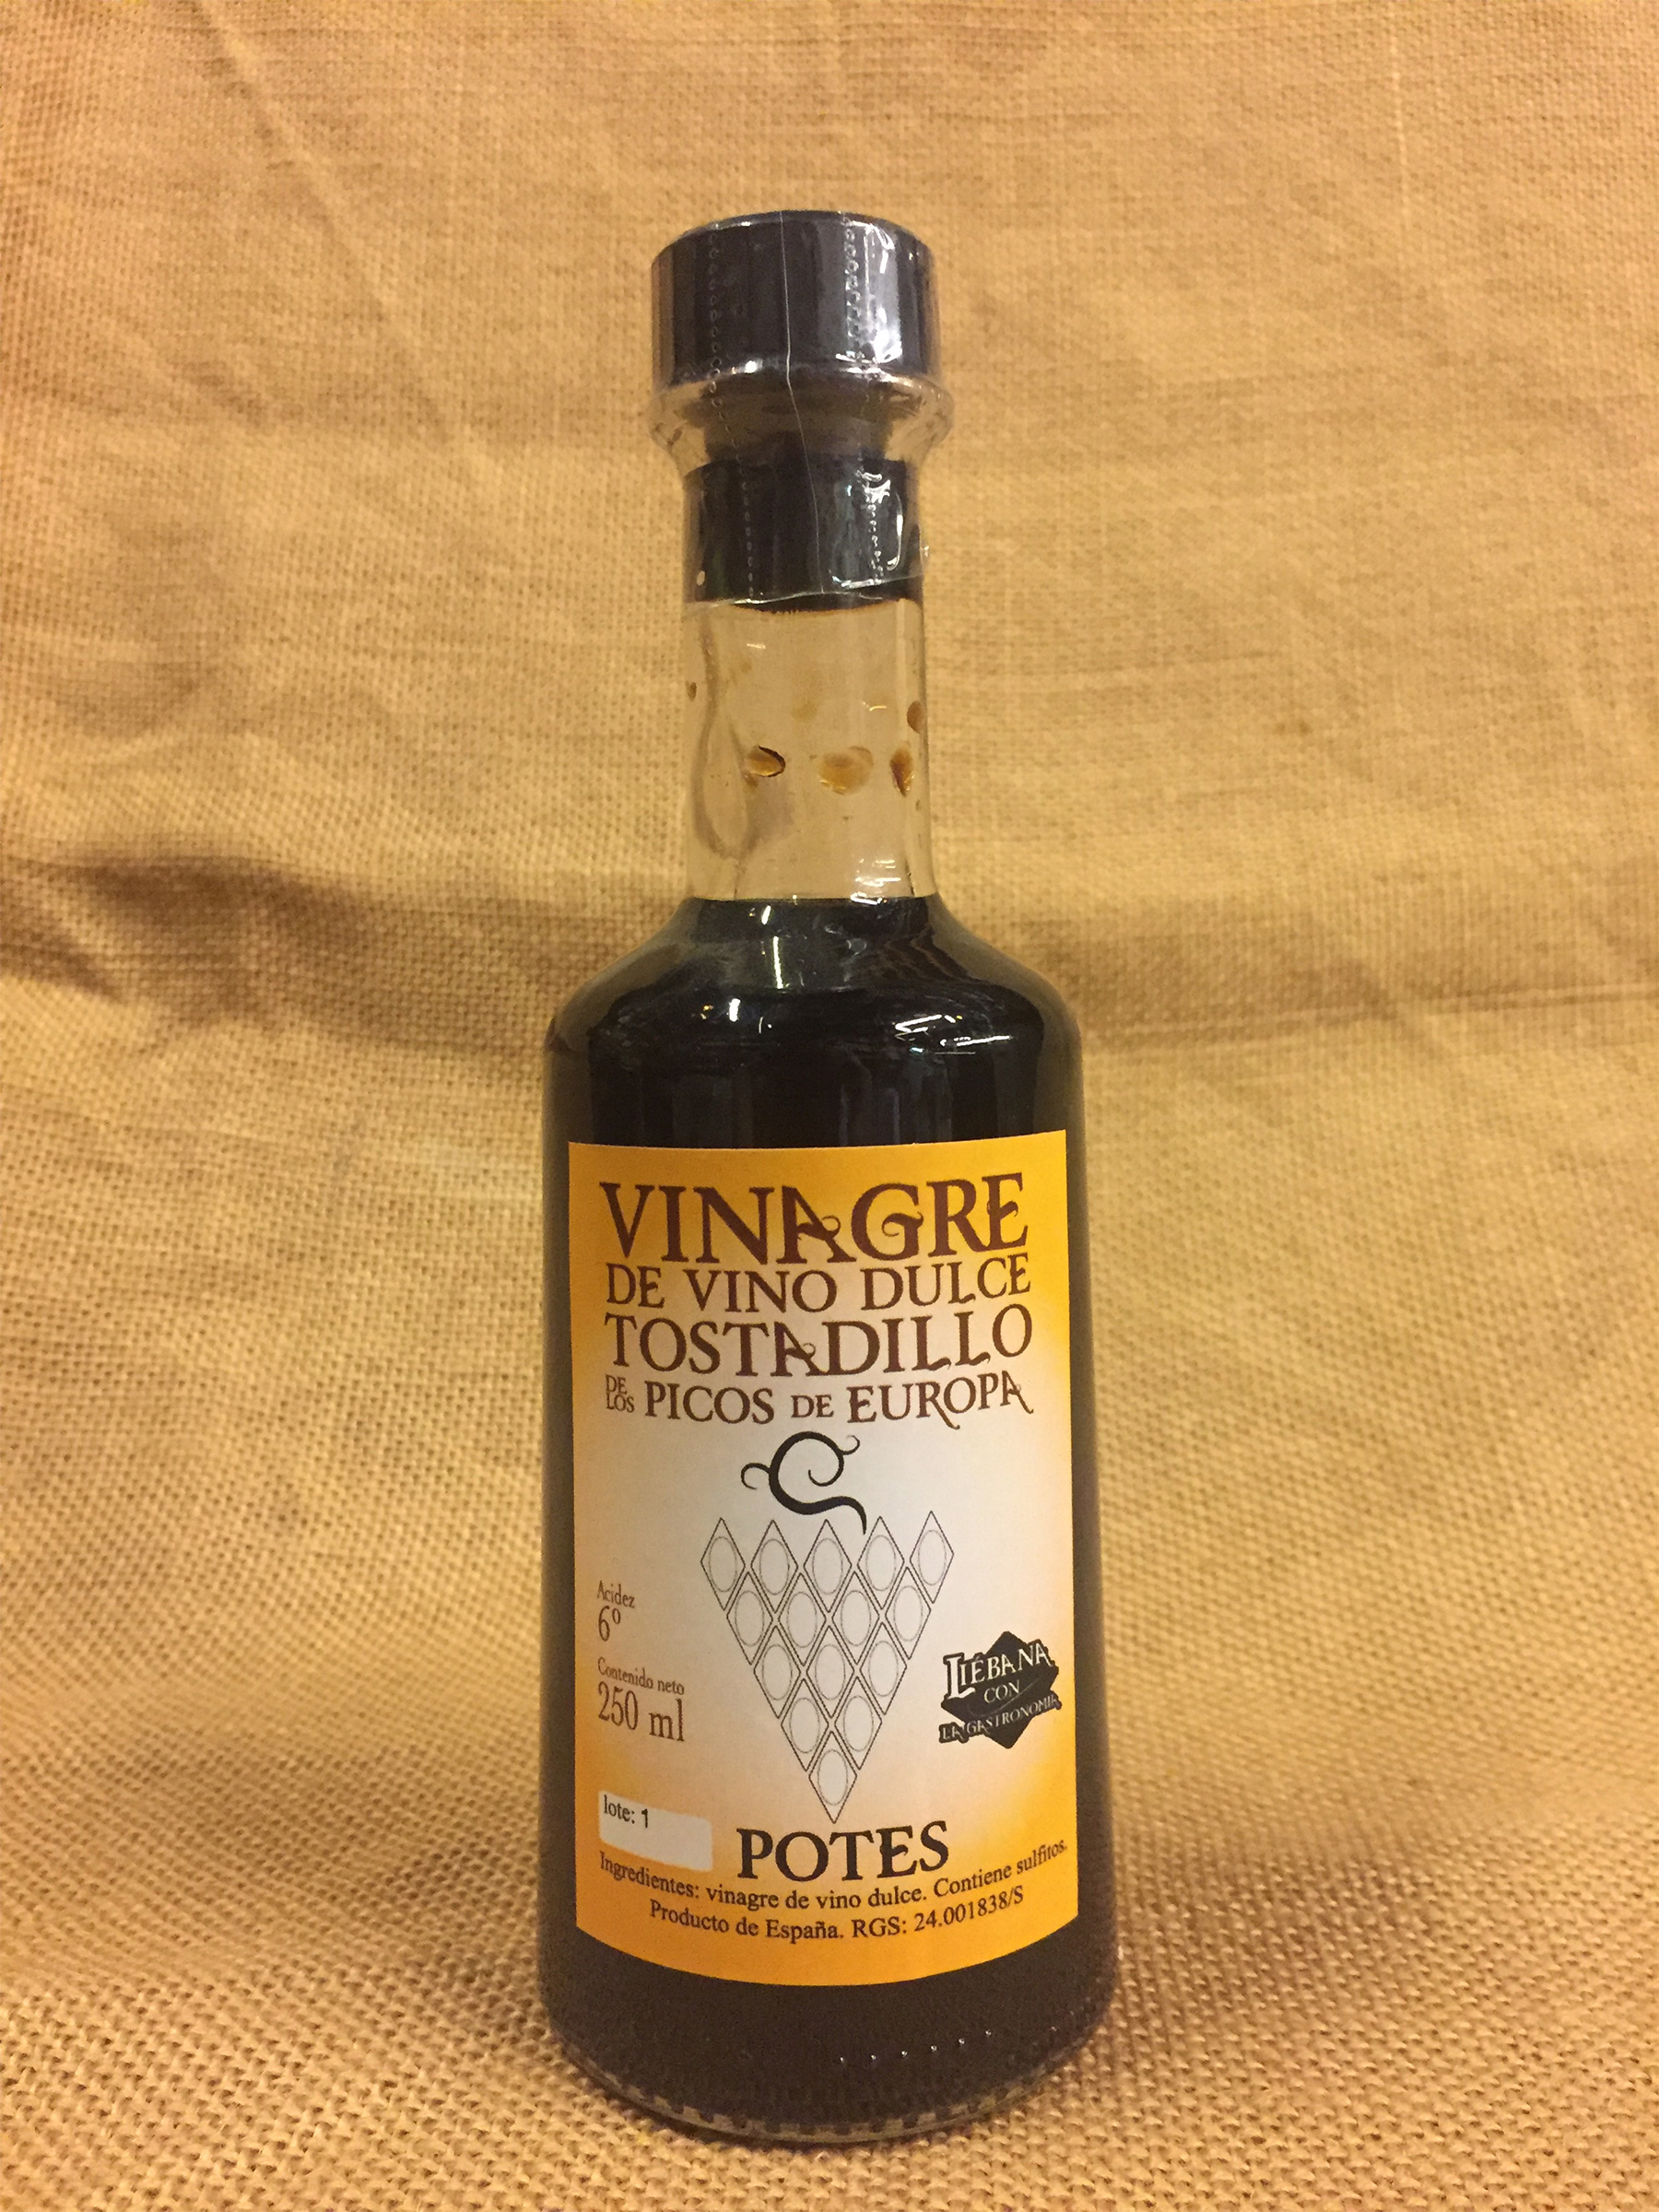 VINAGRE
DE VINO DULCE
TOSTADILLO
DE LOS PICOS DE EUROPA
Acidez
6º
Contenido neto
250 ml
LIÉBANA
CON
LA GASTRONOMÍA
lote: 1
POTES
Ingredientes: vinagre de vino dulce. Contiene sulfitos.
Producto de España. RGS: 24.001838/S